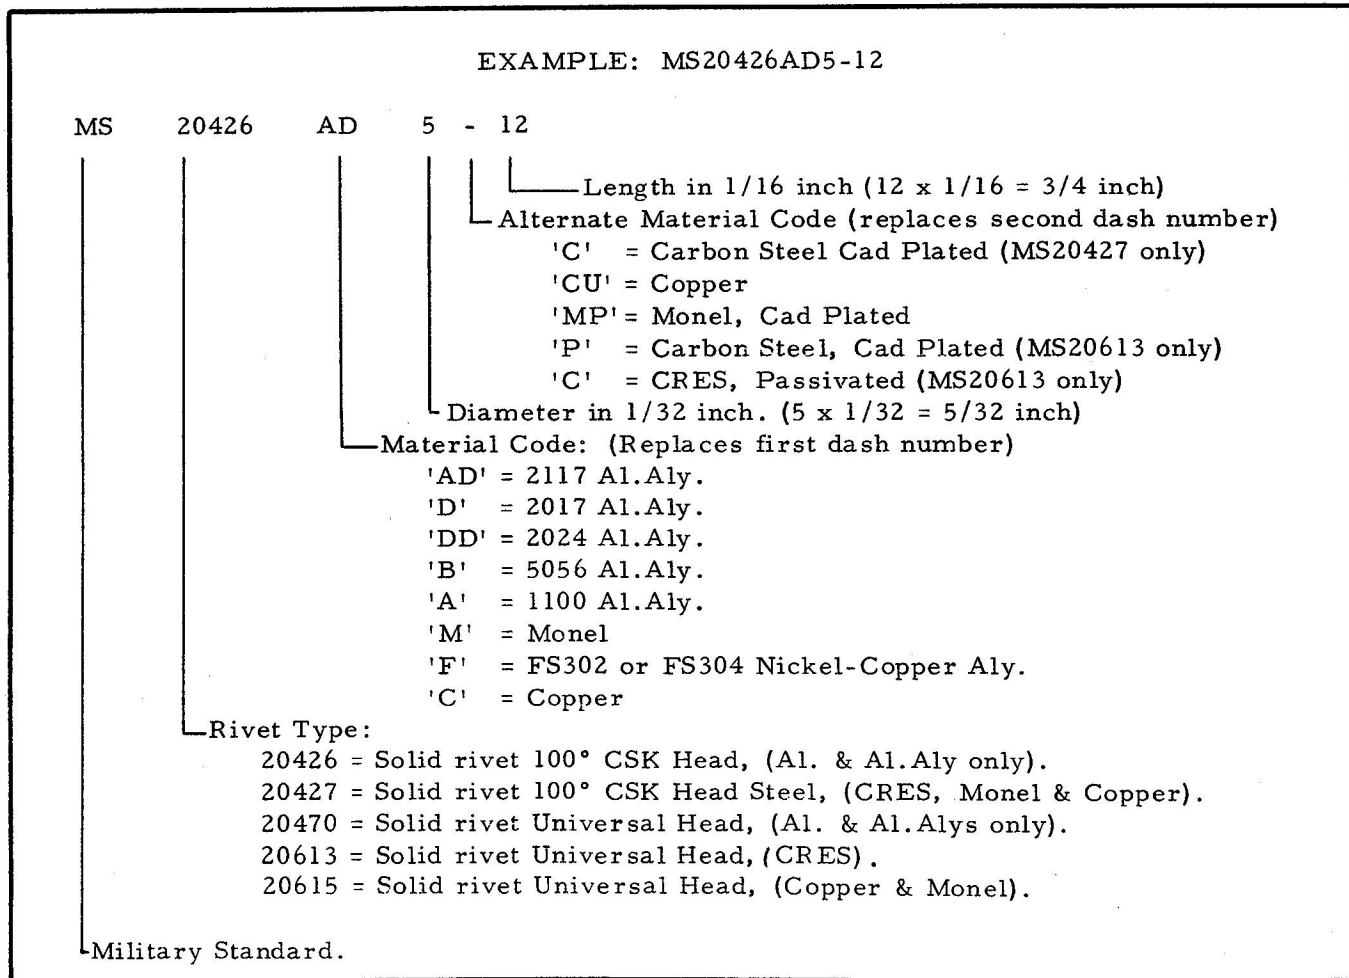 EXAMPLE: MS20426AD5-12
MS 20426 AD 5 - 12
Length in 1/16 inch (12 x 1/16 = 3/4 inch)
Alternate Material Code (replaces second dash number)
'C' = Carbon Steel Cad Plated (MS20427 only)
'CU' = Copper
'MP' = Monel, Cad Plated
'P' = Carbon Steel, Cad Plated (MS20613 only)
'C' = CRES, Passivated (MS20613 only)
Diameter in 1/32 inch. (5 x 1/32 = 5/32 inch)
Material Code: (Replaces first dash number)
'AD' = 2117 Al.Aly.
'D' = 2017 Al.Aly.
'DD' = 2024 Al.Aly.
'B' = 5056 Al.Aly.
'A' = 1100 Al.Aly.
'M' = Monel
'F' = FS302 or FS304 Nickel-Copper Aly.
'C' = Copper
Rivet Type:
20426 = Solid rivet 100° CSK Head, (Al. & Al.Aly only).
20427 = Solid rivet 100° CSK Head Steel, (CRES, Monel & Copper).
20470 = Solid rivet Universal Head, (Al. & Al.Alys only).
20613 = Solid rivet Universal Head, (CRES).
20615 = Solid rivet Universal Head, (Copper & Monel).
Military Standard.